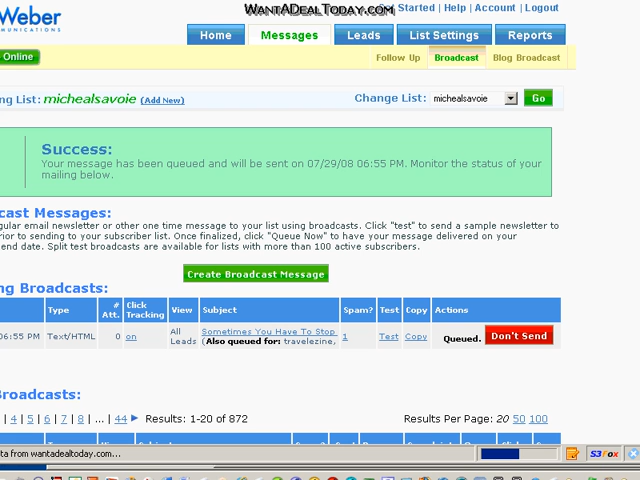 WantADealToday.com
Started | Help | Account | Logout
Weber
MMUNICATIONS
Home Messages Leads List Settings Reports
Online
Follow Up Broadcast Blog Broadcast
ng List: michealsavoie (Add New)
Change List: michealsavoie Go
Success:
Your message has been queued and will be sent on 07/29/08 06:55 PM. Monitor the status of your
mailing below.
cast Messages:
gular email newsletter or other one time message to your list using broadcasts. Click "test" to send a sample newsletter to
rior to sending to your subscriber list. Once finalized, click "Queue Now" to have your message delivered on your
end date. Split test broadcasts are available for lists with more than 100 active subscribers.
Create Broadcast Message
ng Broadcasts:
Type # Att. Click Tracking View Subject Spam? Test Copy Actions
06:55 PM Text/HTML 0 on All Leads Sometimes You Have To Stop 1 Test Copy Queued. Don't Send
(Also queued for: travelezine,
Broadcasts:
| 4 | 5 | 6 | 7 | 8 | ... | 44 Results: 1-20 of 872
Results Per Page: 20 50 100
ta from wantadealtoday.com...
S3Fox